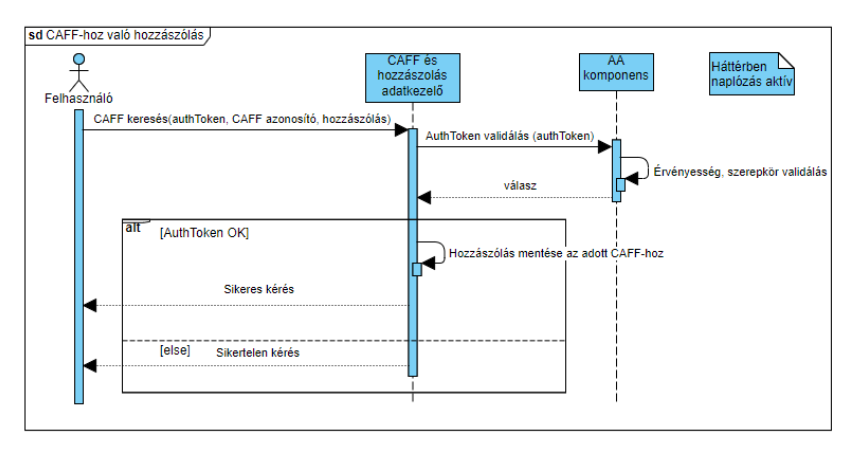 sd CAFF-hoz való hozzászólás
Felhasználó
CAFF és
hozzászolás
adatkezelő
AA
komponens
Háttérben
naplózás aktív
CAFF keresés(authToken, CAFF azonosító, hozzászólás)
AuthToken validálás (authToken)
Érvényesség, szerepkör validálás
válasz
alt
[AuthToken OK]
Hozzászólás mentése az adott CAFF-hoz
Sikeres kérés
[else]
Sikertelen kérés